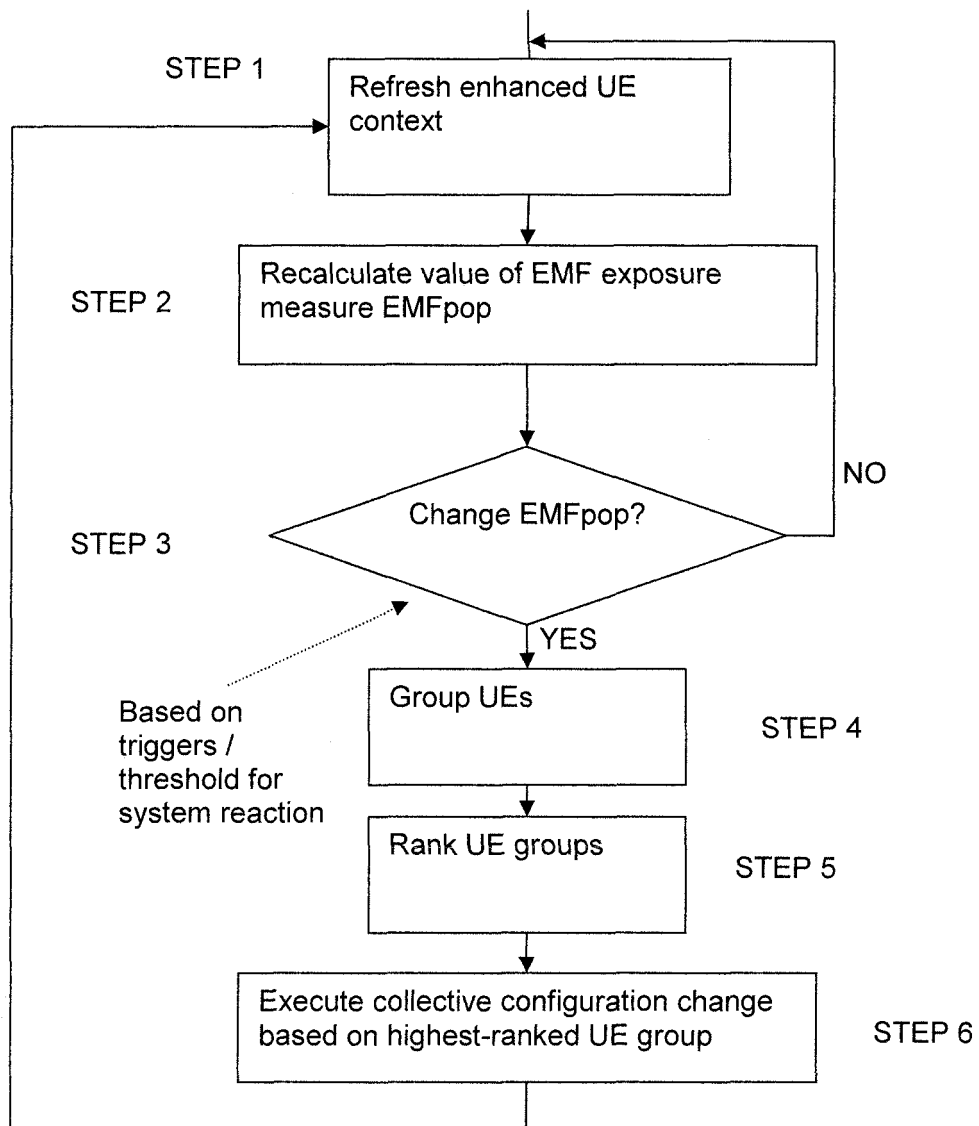 STEP 1
Refresh enhanced UE
context
STEP 2
Recalculate value of EMF exposure
measure EMFpop
STEP 3
Change EMFpop?
NO
YES
Based on
triggers /
threshold for
system reaction
Group UEs
STEP 4
Rank UE groups
STEP 5
Execute collective configuration change
based on highest-ranked UE group
STEP 6